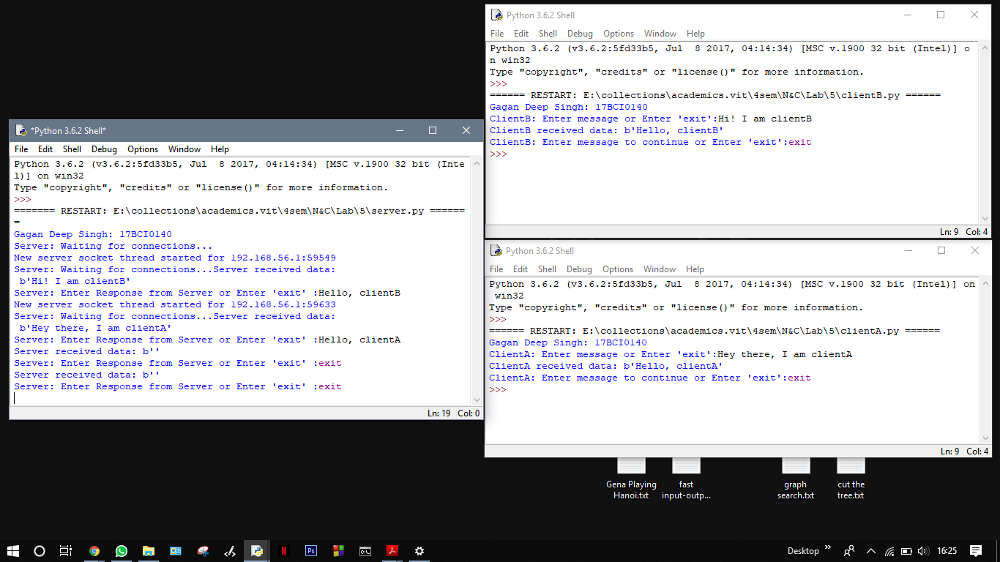 *Python 3.6.2 Shell*
File Edit Shell Debug Options Window Help
Python 3.6.2 (v3.6.2:5fd33b5, Jul  8 2017, 04:14:34) [MSC v.1900 32 bit (Inte
l)] on win32
Type "copyright", "credits" or "license()" for more information.
>>>
======= RESTART: E:\collections\academics.vit\4sem\N&C\Lab\5\server.py ======
=
Gagan Deep Singh: 17BCI0140
Server: Waiting for connections...
New server socket thread started for 192.168.56.1:59549
Server: Waiting for connections...Server received data:
 b'Hi! I am clientB'
Server: Enter Response from Server or Enter 'exit' :Hello, clientB
New server socket thread started for 192.168.56.1:59633
Server: Waiting for connections...Server received data:
 b'Hey there, I am clientA'
Server: Enter Response from Server or Enter 'exit' :Hello, clientA
Server received data: b''
Server: Enter Response from Server or Enter 'exit' :exit
Server received data: b''
Server: Enter Response from Server or Enter 'exit' :exit
Ln: 19 Col: 0
Python 3.6.2 Shell
File Edit Shell Debug Options Window Help
Python 3.6.2 (v3.6.2:5fd33b5, Jul  8 2017, 04:14:34) [MSC v.1900 32 bit (Intel)] o
n win32
Type "copyright", "credits" or "license()" for more information.
>>>
====== RESTART: E:\collections\academics.vit\4sem\N&C\Lab\5\clientB.py ======
Gagan Deep Singh: 17BCI0140
ClientB: Enter message or Enter 'exit':Hi! I am clientB
ClientB received data: b'Hello, clientB'
ClientB: Enter message to continue or Enter 'exit':exit
>>>
Ln: 9 Col: 4
Python 3.6.2 Shell
File Edit Shell Debug Options Window Help
Python 3.6.2 (v3.6.2:5fd33b5, Jul  8 2017, 04:14:34) [MSC v.1900 32 bit (Intel)] on
 win32
Type "copyright", "credits" or "license()" for more information.
>>>
====== RESTART: E:\collections\academics.vit\4sem\N&C\Lab\5\clientA.py ======
Gagan Deep Singh: 17BCI0140
ClientA: Enter message or Enter 'exit':Hey there, I am clientA
ClientA received data: b'Hello, clientA'
ClientA: Enter message to continue or Enter 'exit':exit
>>>
Ln: 9 Col: 4
Gena Playing
Hanoi.txt
fast
input-outp...
graph
search.txt
cut the
tree.txt
N
Ps
Desktop
16:25